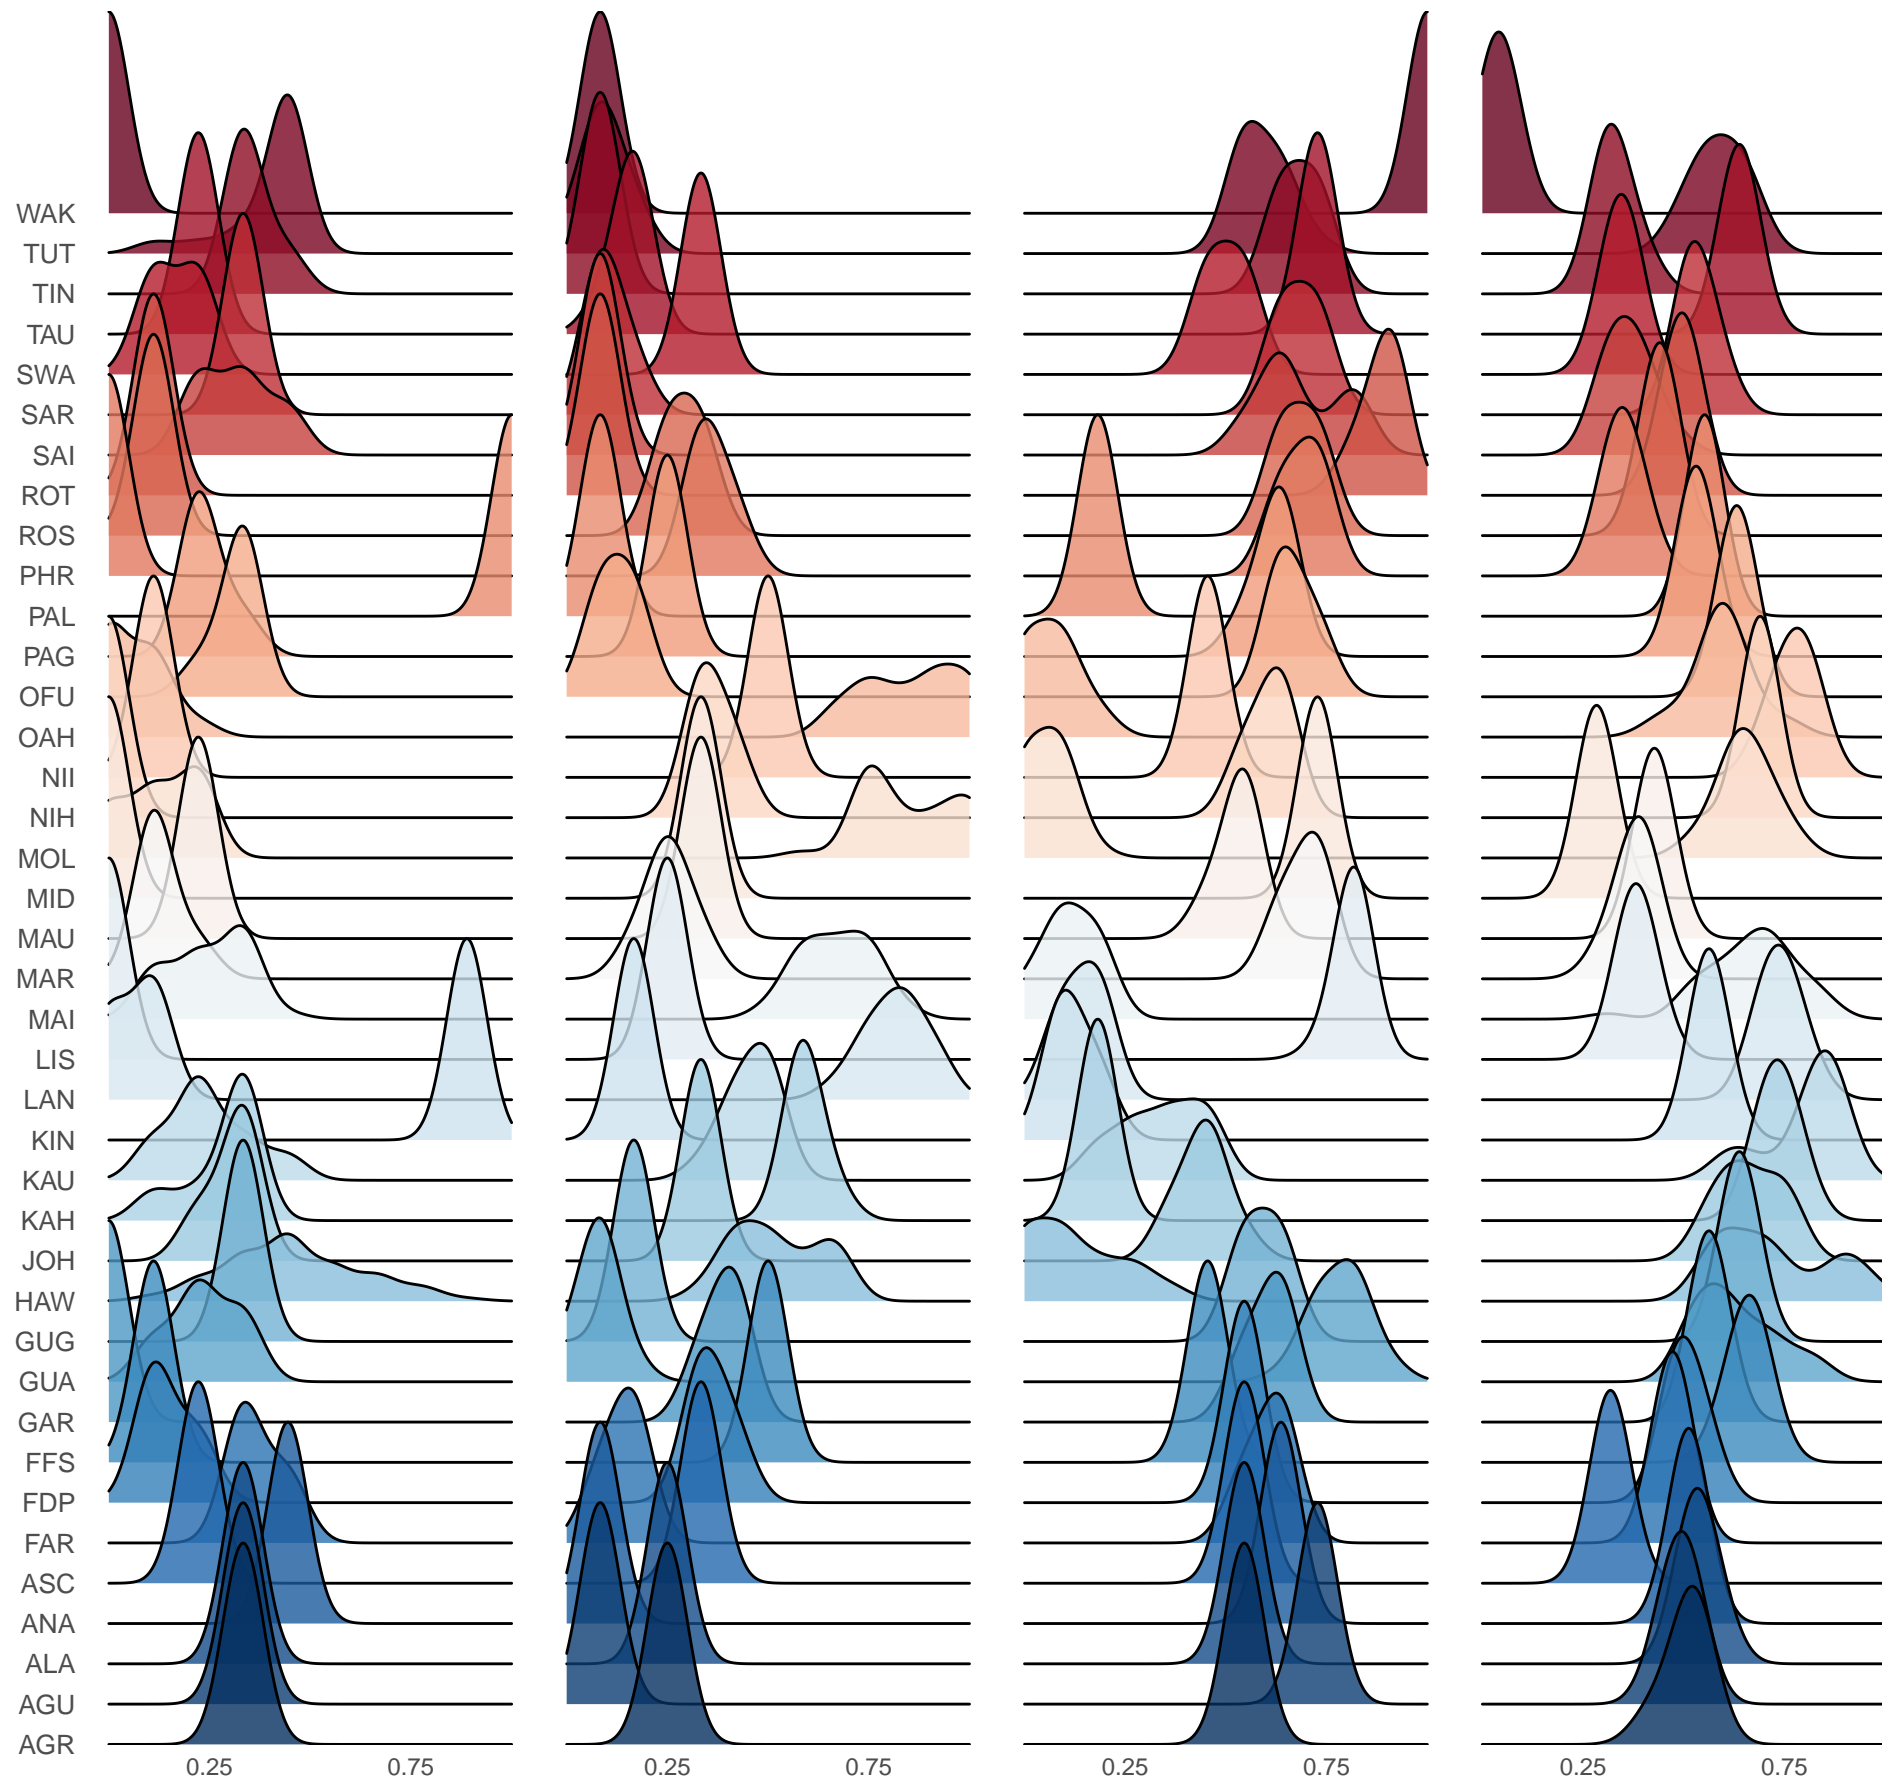 WAK
TUT
TIN
TAU
SWA
SAR
SAI
ROT
ROS
PHR
PAL
PAG
OFU
OAH
NII
NIH
MOL
MID
MAU
MAR
MAI
LIS
LAN
KIN
KAU
KAH
JOH
HAW
GUG
GUA
GAR
FFS
FDP
FAR
ASC
ANA
ALA
AGU
AGR
0.25 0.75 0.25 0.75 0.25 0.75 0.25 0.75